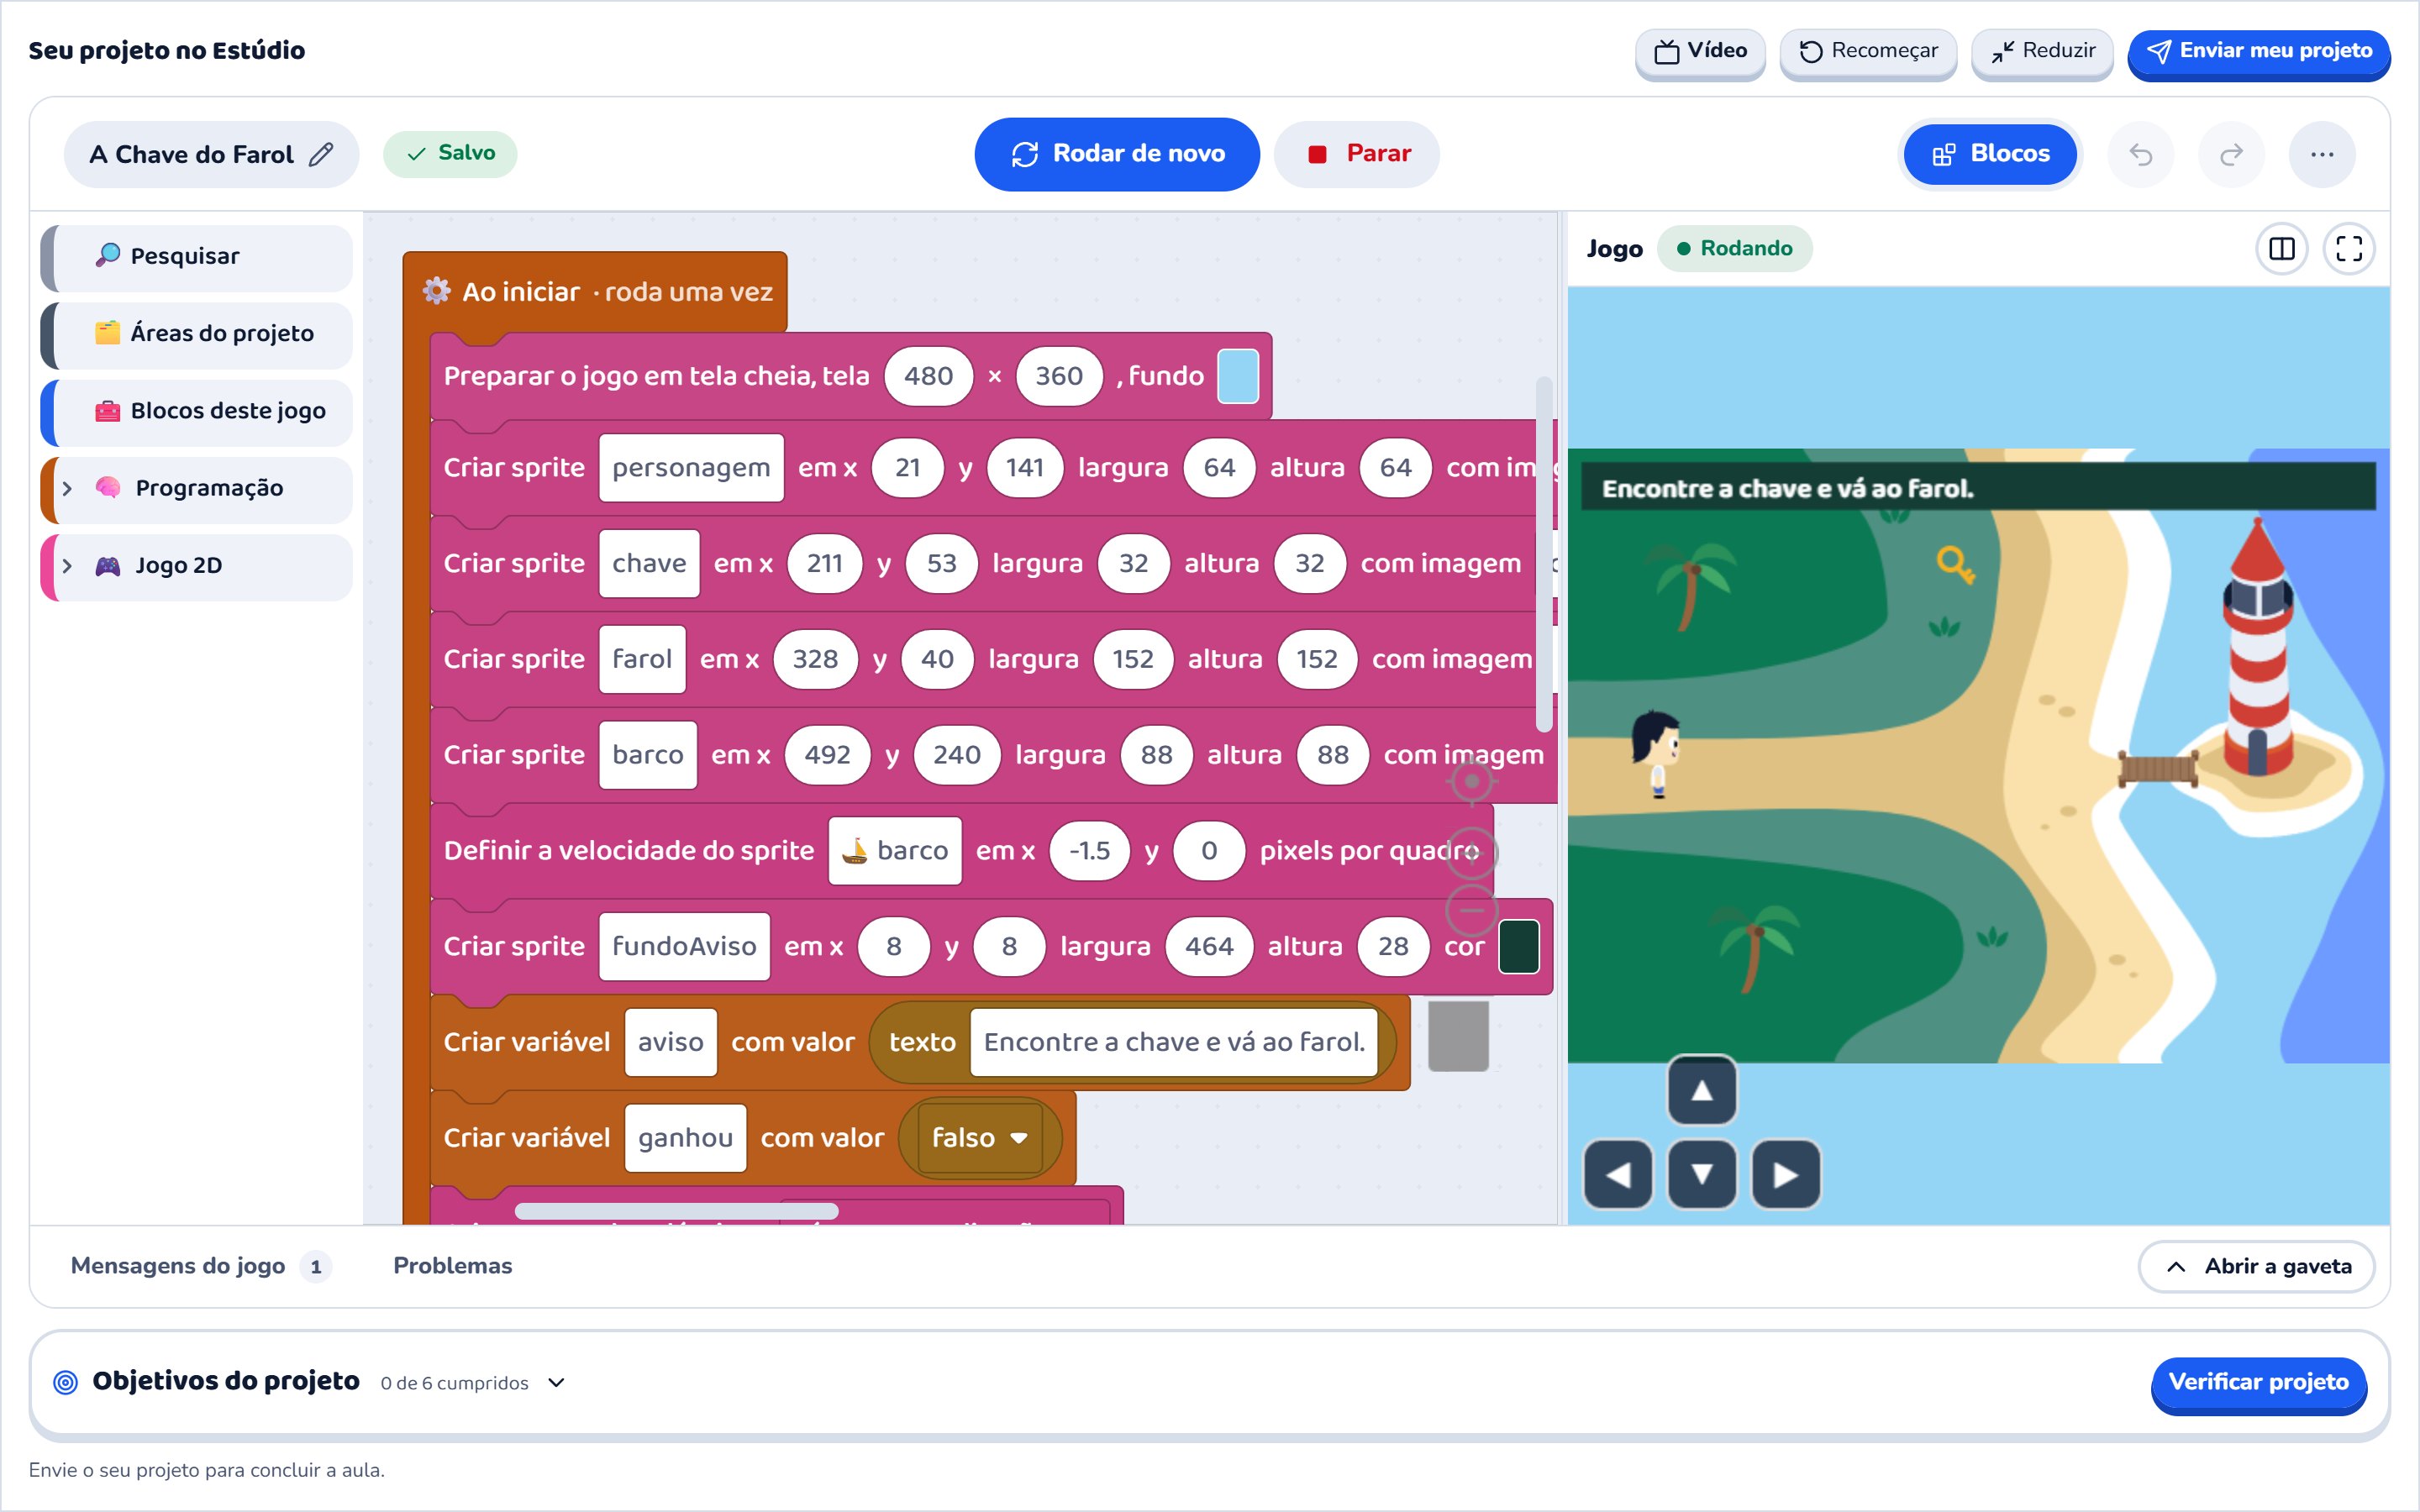 Seu projeto no Estúdio
Vídeo
Recomeçar
Reduzir
Enviar meu projeto
A Chave do Farol
Salvo
Rodar de novo
Parar
Blocos
Pesquisar
Áreas do projeto
Blocos deste jogo
Programação
Jogo 2D
Ao iniciar · roda uma vez
Preparar o jogo em tela cheia, tela 480 × 360 , fundo
Criar sprite personagem em x 21 y 141 largura 64 altura 64 com imag
Criar sprite chave em x 211 y 53 largura 32 altura 32 com imagem
Criar sprite farol em x 328 y 40 largura 152 altura 152 com imagem
Criar sprite barco em x 492 y 240 largura 88 altura 88 com imagem
Definir a velocidade do sprite barco em x -1.5 y 0 pixels por quadro
Criar sprite fundoAviso em x 8 y 8 largura 464 altura 28 cor
Criar variável aviso com valor texto Encontre a chave e vá ao farol.
Criar variável ganhou com valor falso
Jogo
Rodando
Encontre a chave e vá ao farol.
Mensagens do jogo 1
Problemas
Abrir a gaveta
Objetivos do projeto
0 de 6 cumpridos
Verificar projeto
Envie o seu projeto para concluir a aula.